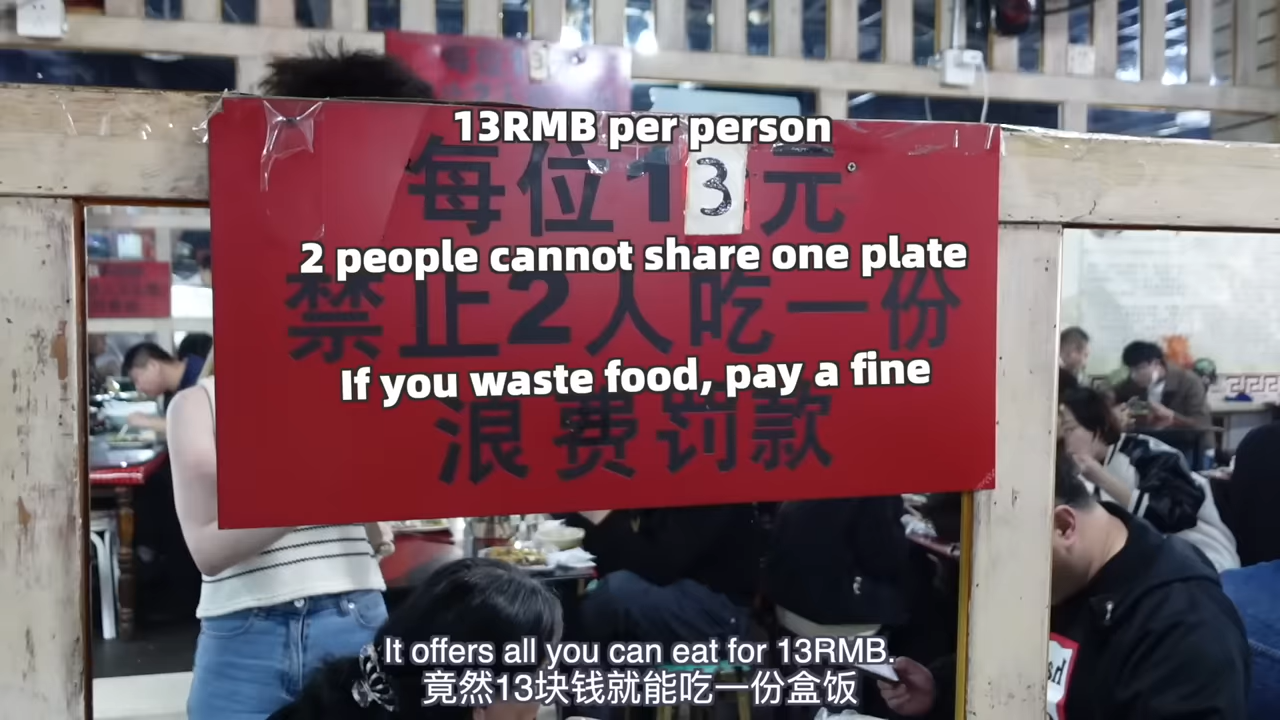 13RMB per person
每位13元
2 people cannot share one plate
禁止2人吃一份
If you waste food, pay a fine
浪费罚款
It offers all you can eat for 13RMB.
竟然13块钱就能吃一份盒饭